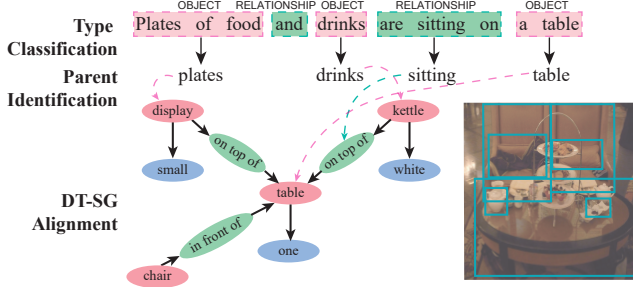 OBJECT RELATIONSHIP OBJECT RELATIONSHIP OBJECT
Type Classification Plates of food and drinks are sitting on a table
Parent Identification plates drinks sitting table
display kettle
on top of on top of
small white
DT-SG Alignment table
in front of
one
chair